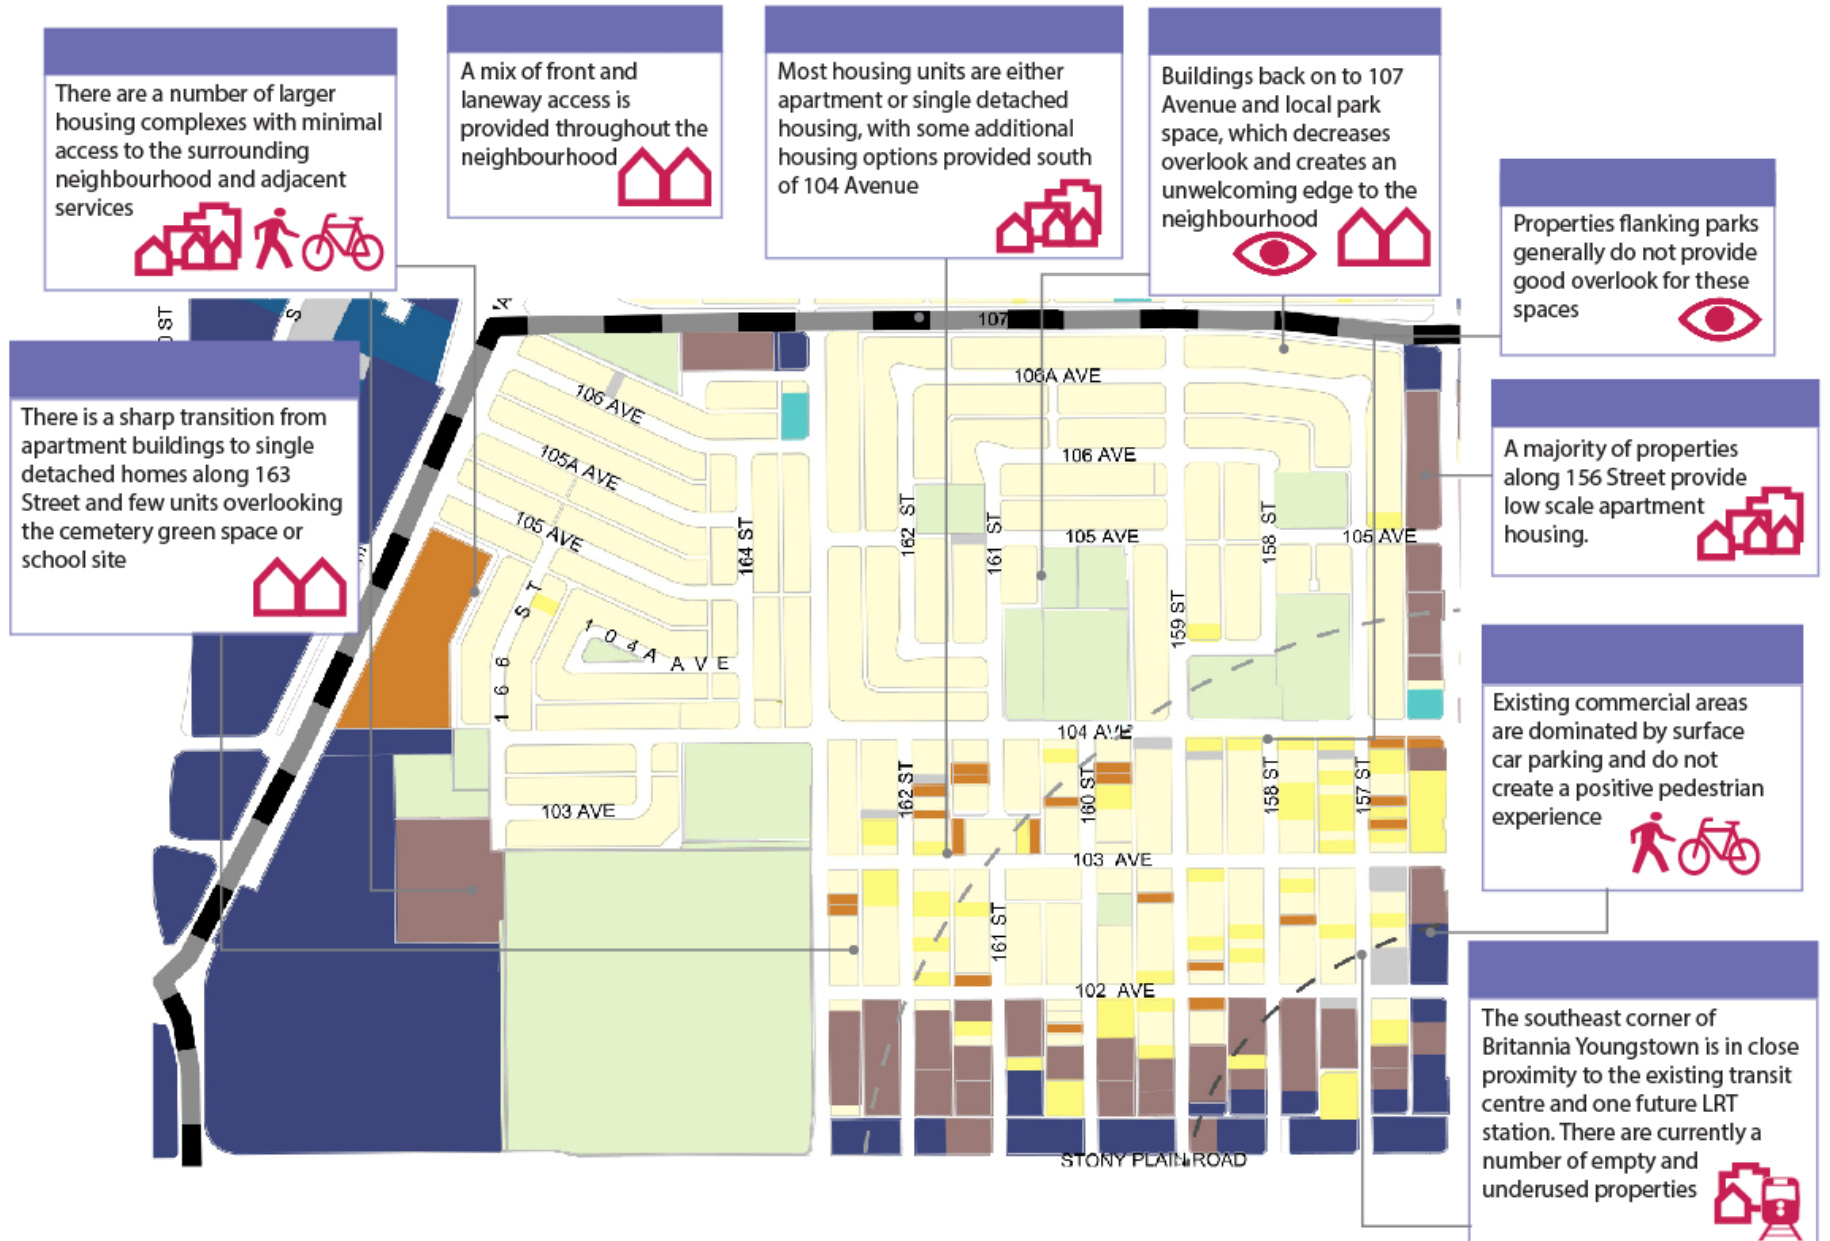 There are a number of larger
housing complexes with minimal
access to the surrounding
neighbourhood and adjacent
services
A mix of front and
laneway access is
provided throughout the
neighbourhood
Most housing units are either
apartment or single detached
housing, with some additional
housing options provided south
of 104 Avenue
Buildings back on to 107
Avenue and local park
space, which decreases
overlook and creates an
unwelcoming edge to the
neighbourhood
Properties flanking parks
generally do not provide
good overlook for these
spaces
There is a sharp transition from
apartment buildings to single
detached homes along 163
Street and few units overlooking
the cemetery green space or
school site
A majority of properties
along 156 Street provide
low scale apartment
housing.
Existing commercial areas
are dominated by surface
car parking and do not
create a positive pedestrian
experience
The southeast corner of
Britannia Youngstown is in close
proximity to the existing transit
centre and one future LRT
station. There are currently a
number of empty and
underused properties
ST
S
107
106A AVE
106 AVE
106 AVE
105A AVE
105 AVE
105 AVE
105 AVE
164 ST
162 ST
161 ST
158 ST
159 ST
166 ST
104A AVE
104 AVE
103 AVE
162 ST
160 ST
158 ST
157 ST
103 AVE
161 ST
102 AVE
STONY PLAIN ROAD